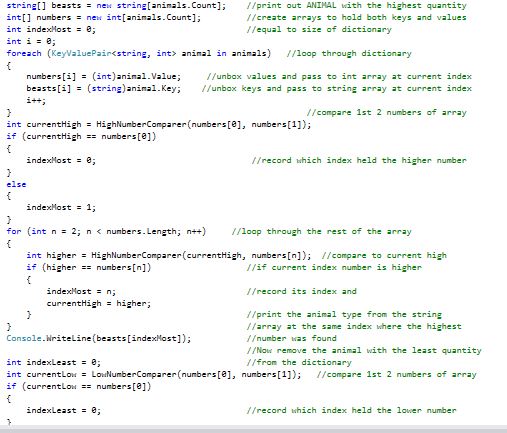 string[] beasts = new string[animals.Count]; //print out ANIMAL with the highest quantity
int[] numbers = new int[animals.Count]; //create arrays to hold both keys and values
int indexMost = 0; //equal to size of dictionary
int i = 0;
foreach (KeyValuePair<string, int> animal in animals) //loop through dictionary
{
numbers[i] = (int)animal.Value; //unbox values and pass to int array at current index
beasts[i] = (string)animal.Key; //unbox keys and pass to string array at current index
i++;
} //compare 1st 2 numbers of array
int currentHigh = HighNumberComparer(numbers[0], numbers[1]);
if (currentHigh == numbers[0])
{
indexMost = 0; //record which index held the higher number
}
else
{
indexMost = 1;
}
for (int n = 2; n < numbers.Length; n++) //loop through the rest of the array
{
int higher = HighNumberComparer(currentHigh, numbers[n]); //compare to current high
if (higher == numbers[n]) //if current index number is higher
{
indexMost = n; //record its index and
currentHigh = higher;
} //print the animal type from the string
} //array at the same index where the highest
Console.WriteLine(beasts[indexMost]); //number was found
//Now remove the animal with the least quantity
int indexLeast = 0; //from the dictionary
int currentLow = LowNumberComparer(numbers[0], numbers[1]); //compare 1st 2 numbers of array
if (currentLow == numbers[0])
{
indexLeast = 0; //record which index held the lower number
}